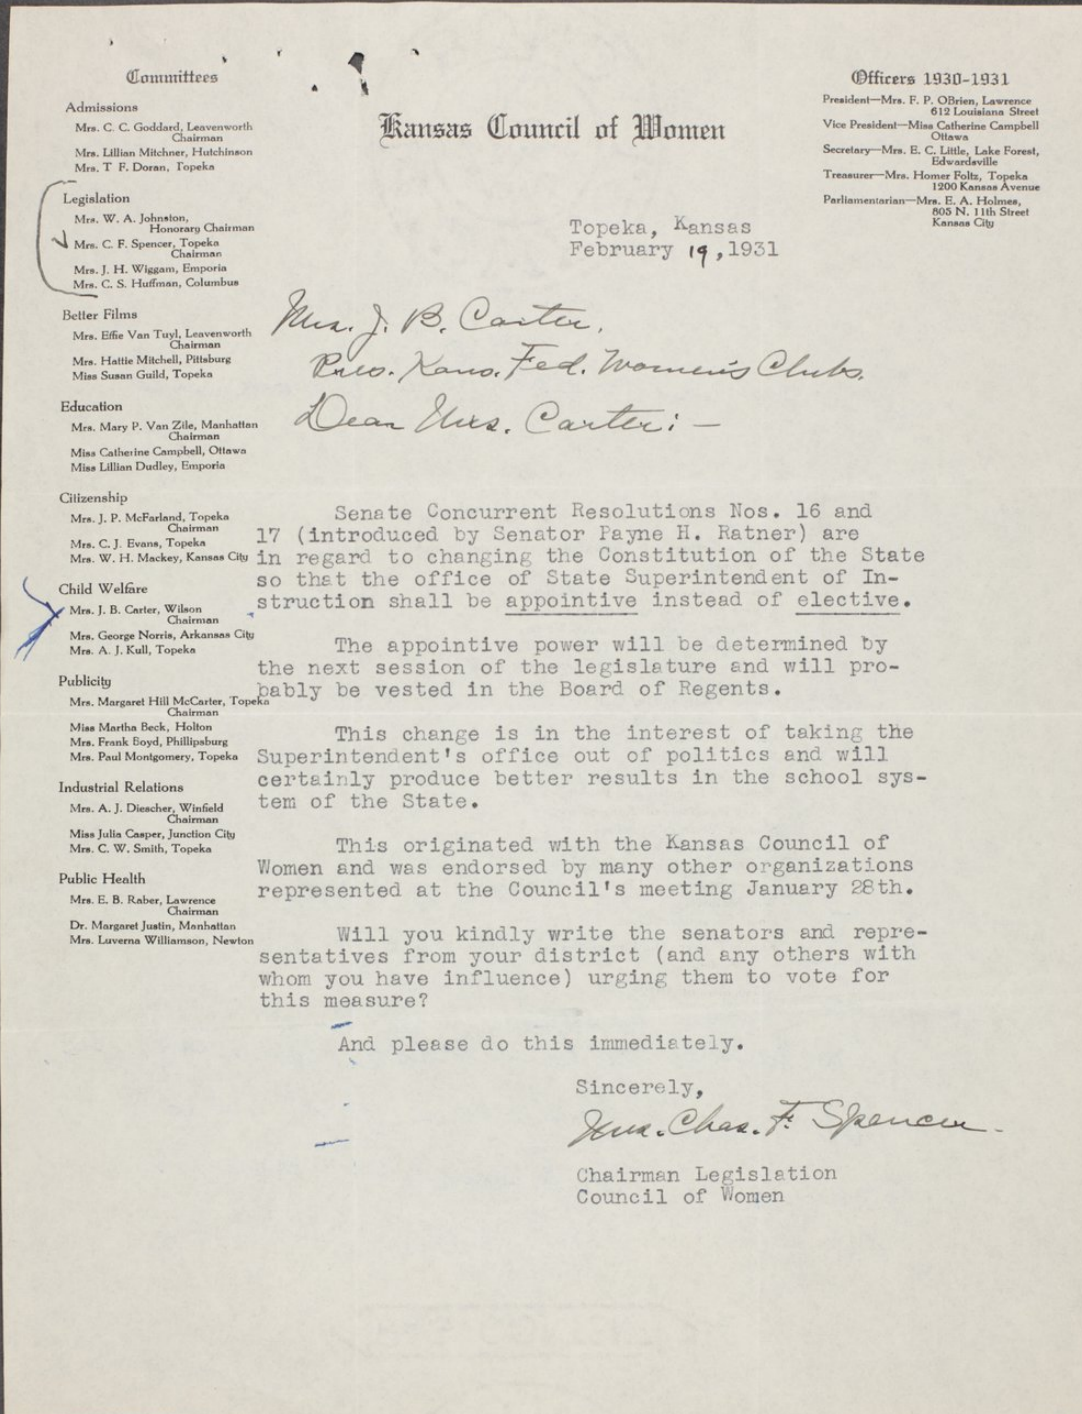 Committees
Admissions
Mrs. C. C. Goddard, Leavenworth
Chairman
Mrs. Lillian Mitchner, Hutchinson
Mrs. T F. Doran, Topeka
Legislation
Mrs. W. A. Johnston,
Honorary Chairman
Mrs. C. F. Spencer, Topeka
Chairman
Mrs. J. H. Wiggam, Emporia
Mrs. C. S. Huffman, Columbus
Better Films
Mrs. Effie Van Tuyl, Leavenworth
Chairman
Mrs. Hattie Mitchell, Pittsburg
Miss Susan Guild, Topeka
Education
Mrs. Mary P. Van Zile, Manhattan
Chairman
Miss Catherine Campbell, Ottawa
Miss Lillian Dudley, Emporia
Citizenship
Mrs. J. P. McFarland, Topeka
Chairman
Mrs. C. J. Evans, Topeka
Mrs. W. H. Mackey, Kansas City
Child Welfare
Mrs. J. B. Carter, Wilson
Chairman
Mrs. George Norris, Arkansas City
Mrs. A. J. Kull, Topeka
Publicity
Mrs. Margaret Hill McCarter, Topeka
Chairman
Miss Martha Beck, Holton
Mrs. Frank Boyd, Phillipsburg
Mrs. Paul Montgomery, Topeka
Industrial Relations
Mrs. A. J. Diescher, Winfield
Chairman
Miss Julia Casper, Junction City
Mrs. C. W. Smith, Topeka
Public Health
Mrs. E. B. Raber, Lawrence
Chairman
Dr. Margaret Justin, Manhattan
Mrs. Luverna Williamson, Newton
Kansas Council of Women
Officers 1930-1931
President—Mrs. F. P. OBrien, Lawrence
612 Louisiana Street
Vice President—Miss Catherine Campbell
Ottawa
Secretary—Mrs. E. C. Little, Lake Forest,
Edwardsville
Treasurer—Mrs. Homer Foltz, Topeka
1200 Kansas Avenue
Parliamentarian—Mrs. E. A. Holmes,
805 N. 11th Street
Kansas City
Topeka, Kansas
February 19, 1931
Mrs. J. B. Carter,
Pres. Kans. Fed. Women's Clubs.
Dear Mrs. Carter: —
Senate Concurrent Resolutions Nos. 16 and
17 (introduced by Senator Payne H. Ratner) are
in regard to changing the Constitution of the State
so that the office of State Superintendent of In-
struction shall be appointive instead of elective.
The appointive power will be determined by
the next session of the legislature and will pro-
bably be vested in the Board of Regents.
This change is in the interest of taking the
Superintendent's office out of politics and will
certainly produce better results in the school sys-
tem of the State.
This originated with the Kansas Council of
Women and was endorsed by many other organizations
represented at the Council's meeting January 28th.
Will you kindly write the senators and repre-
sentatives from your district (and any others with
whom you have influence) urging them to vote for
this measure?
And please do this immediately.
Sincerely,
Mrs. Chas. F. Spencer.
Chairman Legislation
Council of Women